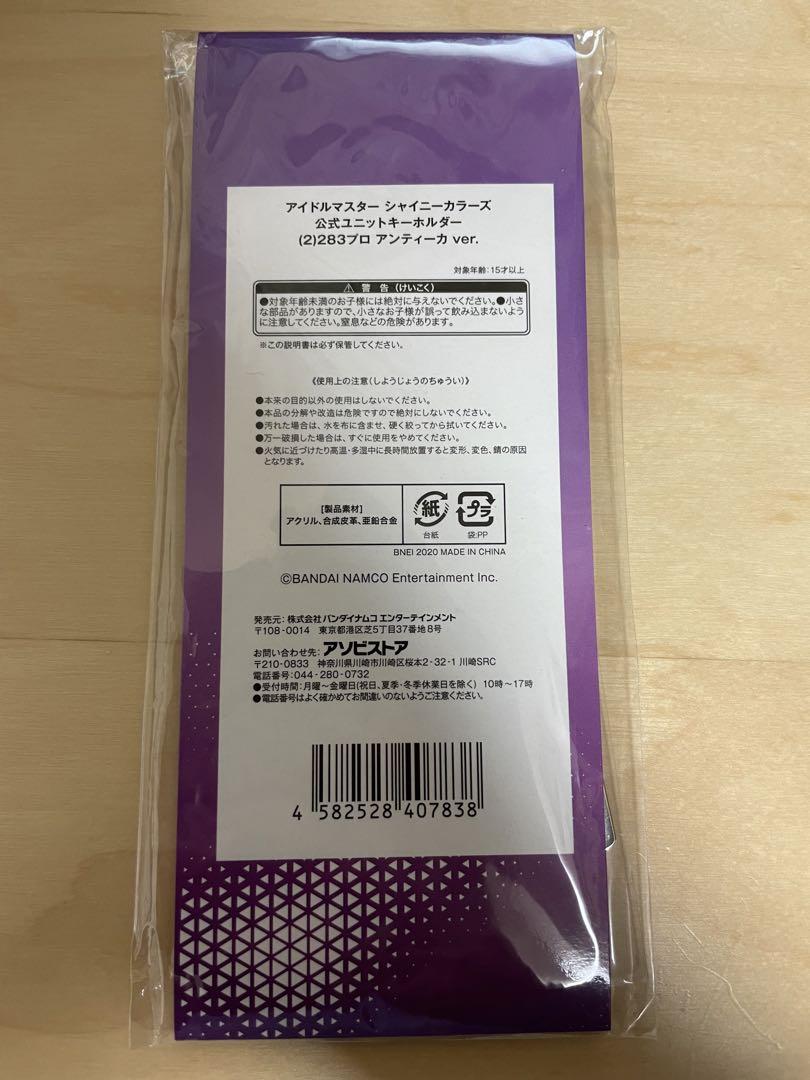 アイドルマスター シャイニーカラーズ
公式ユニットキーホルダー
(2)283プロ アンティーカ ver.
対象年齢:15才以上
⚠ 警 告 (けいこく)
●対象年齢未満のお子様には絶対に与えないでください。●小さ
な部品がありますので、小さなお子様が誤って飲み込まないよう
に注意してください。窒息などの危険があります。
※この説明書は必ず保管してください。
《使用上の注意(しようじょうのちゅうい)》
●本来の目的以外の使用はしないでください。
●本品の分解や改造は危険ですので絶対にしないでください。
●汚れた場合は、水を布に含ませ、硬く絞ってから拭いてください。
●万一破損した場合は、すぐに使用をやめてください。
●火気に近づけたり高温・多湿中に長時間放置すると変形、変色、錆の原因
となります。
[製品素材]
アクリル、合成皮革、亜鉛合金
紙
台紙
プラ
袋:PP
BNEI 2020 MADE IN CHINA
©BANDAI NAMCO Entertainment Inc.
発売元: 株式会社 バンダイナムコ エンターテインメント
〒108-0014 東京都港区芝5丁目37番地8号
お問い合わせ先: アソビストア
〒210-0833 神奈川県川崎市川崎区桜本2-32-1 川崎SRC
電話番号:044-280-0732
●受付時間:月曜～金曜日(祝日、夏季・冬季休業日を除く) 10時～17時
●電話番号はよく確かめてお間違いのないようご注意ください。
4 582528 407838